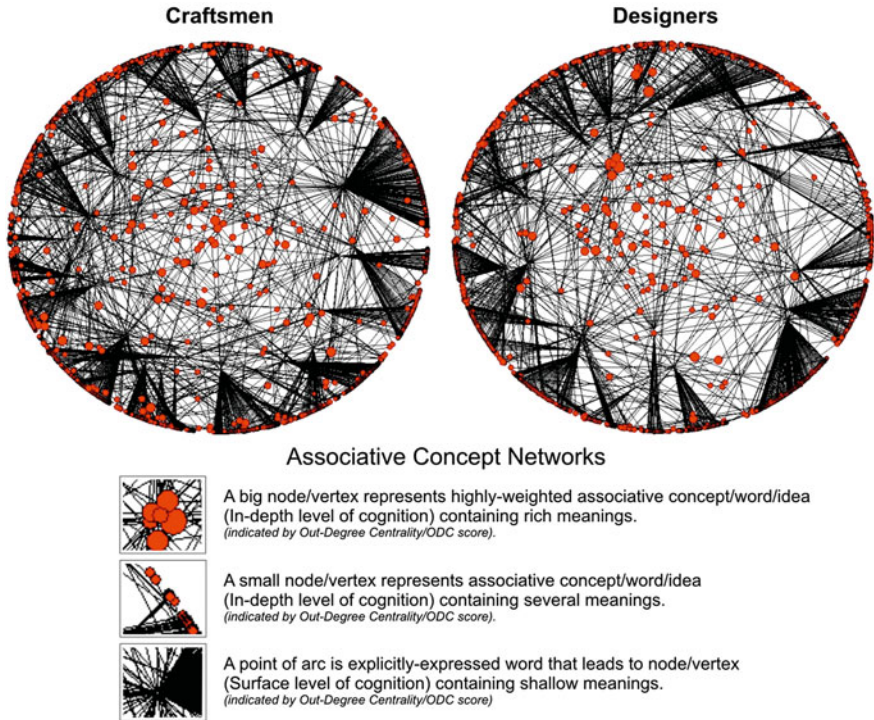 Craftsmen
Designers
Associative Concept Networks
A big node/vertex represents highly-weighted associative concept/word/idea
(In-depth level of cognition) containing rich meanings.
(indicated by Out-Degree Centrality/ODC score).
A small node/vertex represents associative concept/word/idea
(In-depth level of cognition) containing several meanings.
(indicated by Out-Degree Centrality/ODC score).
A point of arc is explicitly-expressed word that leads to node/vertex
(Surface level of cognition) containing shallow meanings.
(indicated by Out-Degree Centrality/ODC score)